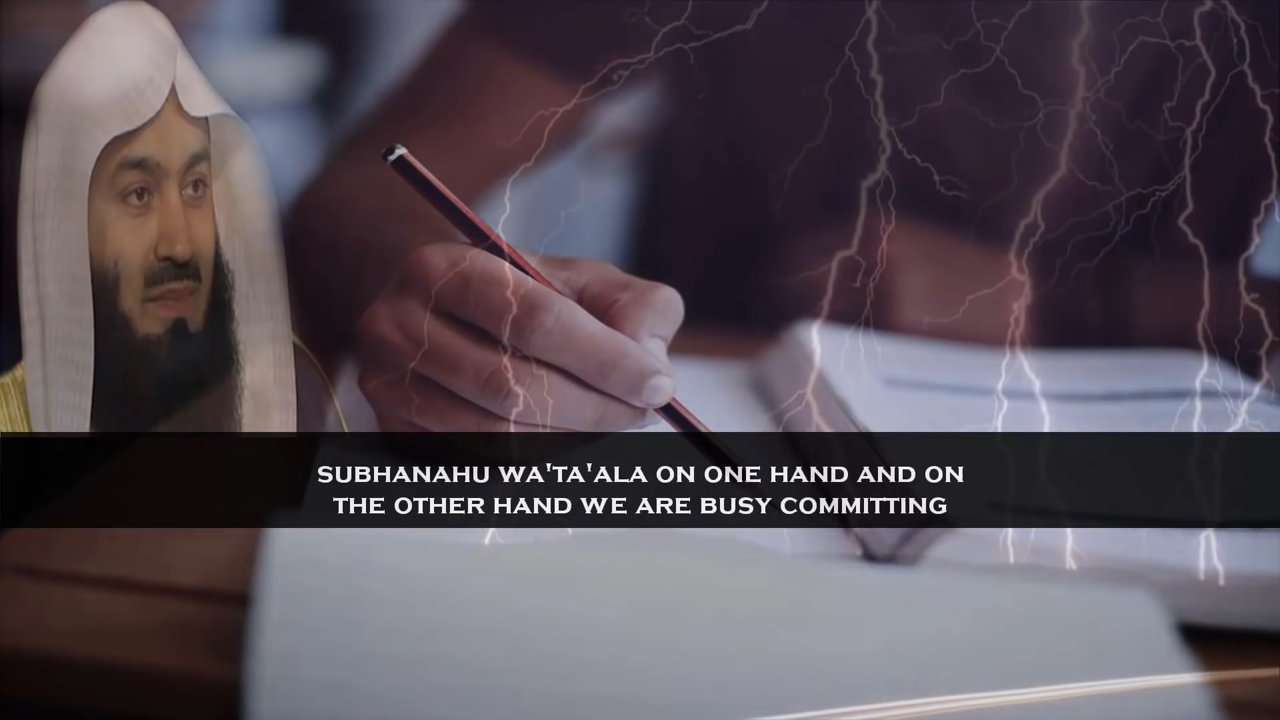 SUBHANAHU WA'TA'ALA ON ONE HAND AND ON
THE OTHER HAND WE ARE BUSY COMMITTING